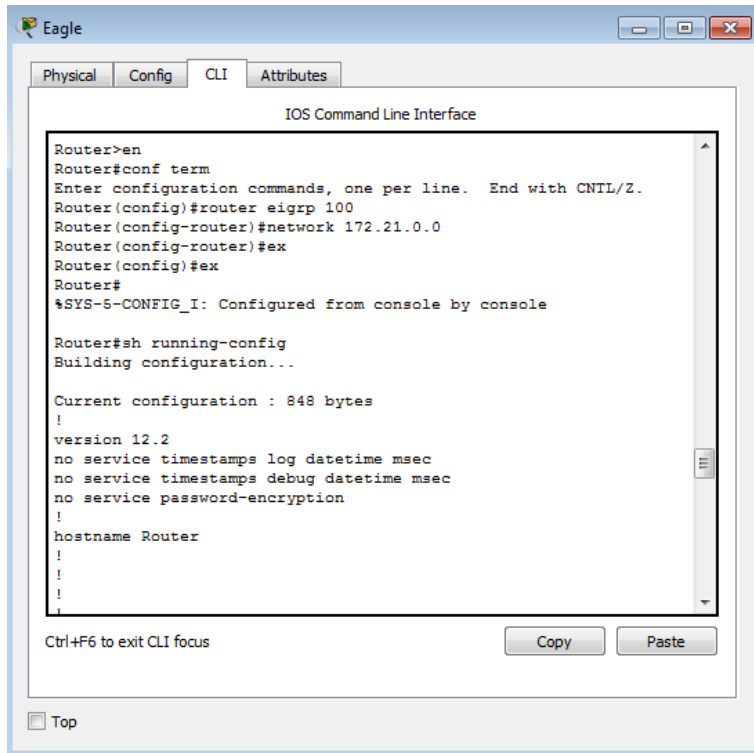 Eagle
Physical Config CLI Attributes
IOS Command Line Interface
Router>en
Router#conf term
Enter configuration commands, one per line.  End with CNTL/Z.
Router(config)#router eigrp 100
Router(config-router)#network 172.21.0.0
Router(config-router)#ex
Router(config)#ex
Router#
%SYS-5-CONFIG_I: Configured from console by console
Router#sh running-config
Building configuration...
Current configuration : 848 bytes
!
version 12.2
no service timestamps log datetime msec
no service timestamps debug datetime msec
no service password-encryption
!
hostname Router
!
!
!
!
Ctrl+F6 to exit CLI focus Copy Paste
Top